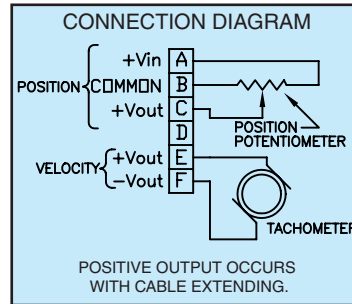 CONNECTION DIAGRAM
+Vin A
POSITION COMMON B
+Vout C
D
POSITION
POTENTIOMETER
VELOCITY +Vout E
−Vout F
TACHOMETER
POSITIVE OUTPUT OCCURS
WITH CABLE EXTENDING.